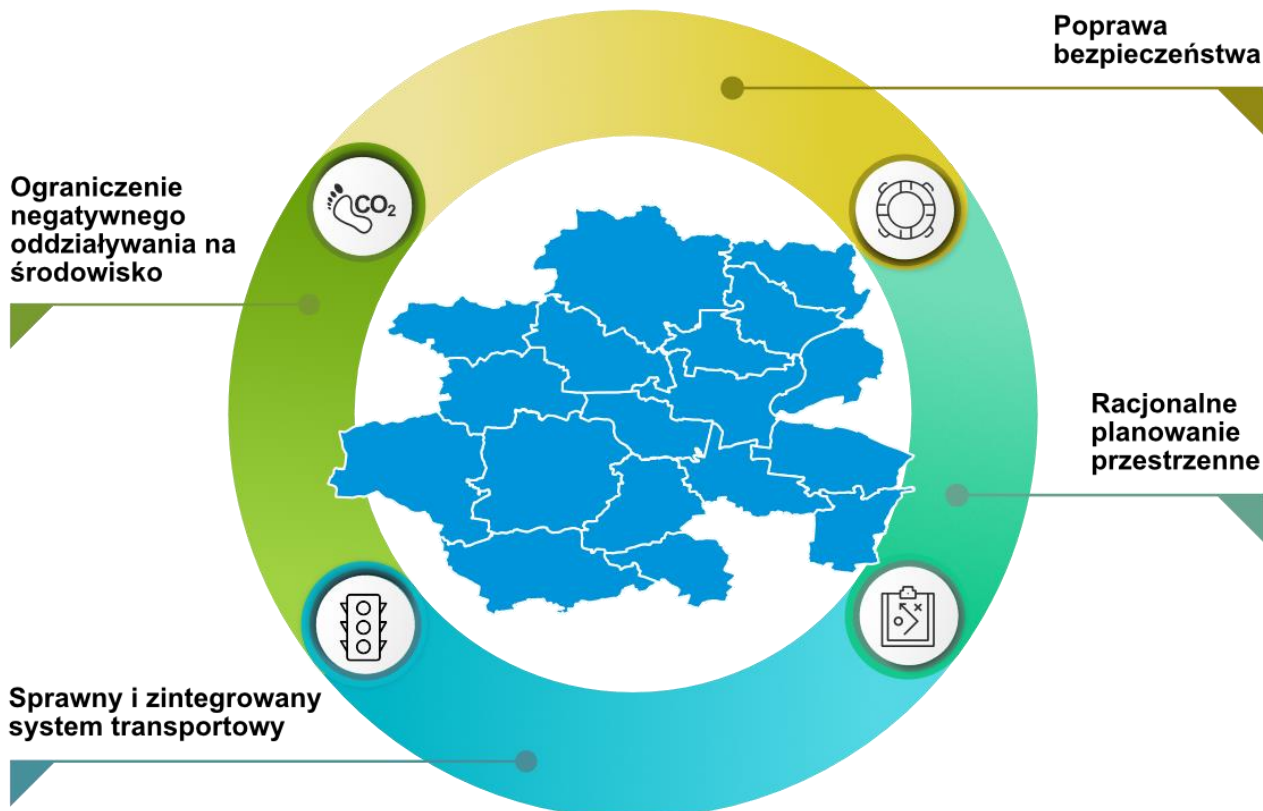 Poprawa
bezpieczeństwa
Ograniczenie
negatywnego
oddziaływania na
środowisko
CO₂
Racjonalne
planowanie
przestrzenne
Sprawny i zintegrowany
system transportowy